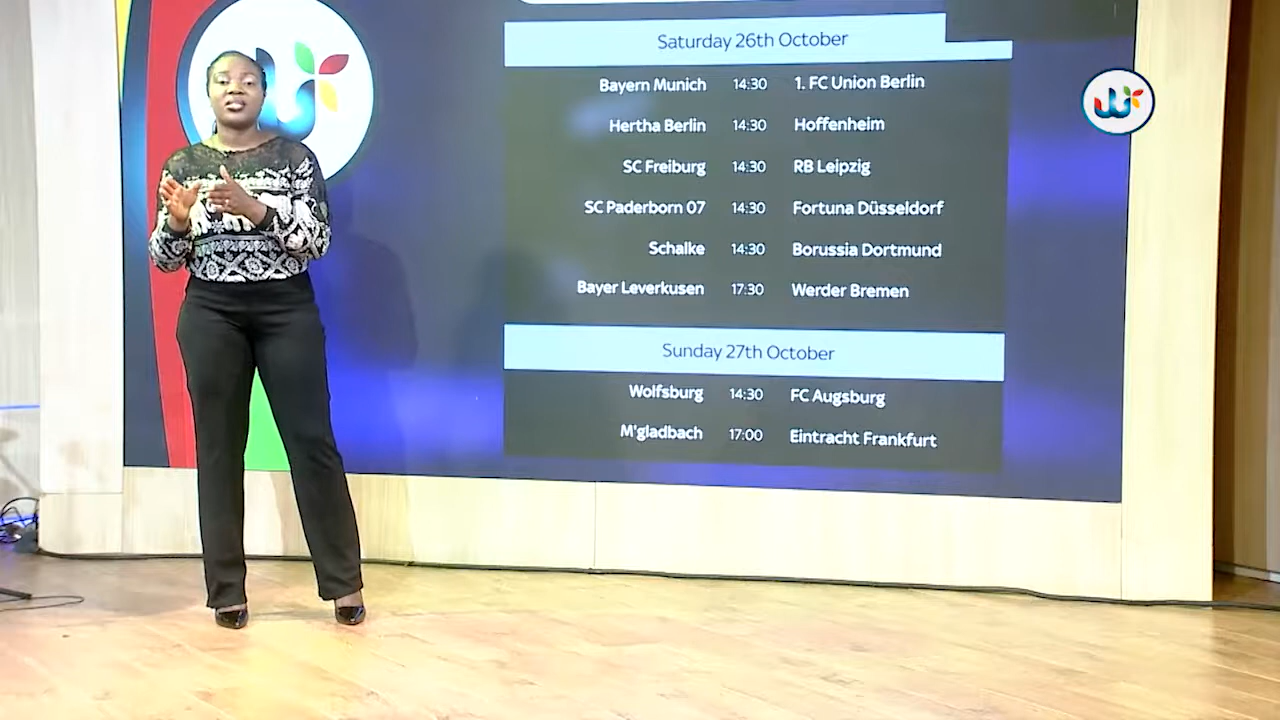 Saturday 26th October
Bayern Munich 14:30 1. FC Union Berlin
Hertha Berlin 14:30 Hoffenheim
SC Freiburg 14:30 RB Leipzig
SC Paderborn 07 14:30 Fortuna Düsseldorf
Schalke 14:30 Borussia Dortmund
Bayer Leverkusen 17:30 Werder Bremen
Sunday 27th October
Wolfsburg 14:30 FC Augsburg
M'gladbach 17:00 Eintracht Frankfurt